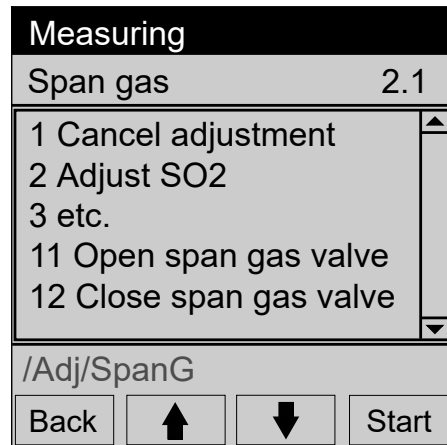 Measuring
Span gas 2.1
1 Cancel adjustment
2 Adjust SO2
3 etc.
11 Open span gas valve
12 Close span gas valve
/Adj/SpanG
Back Start